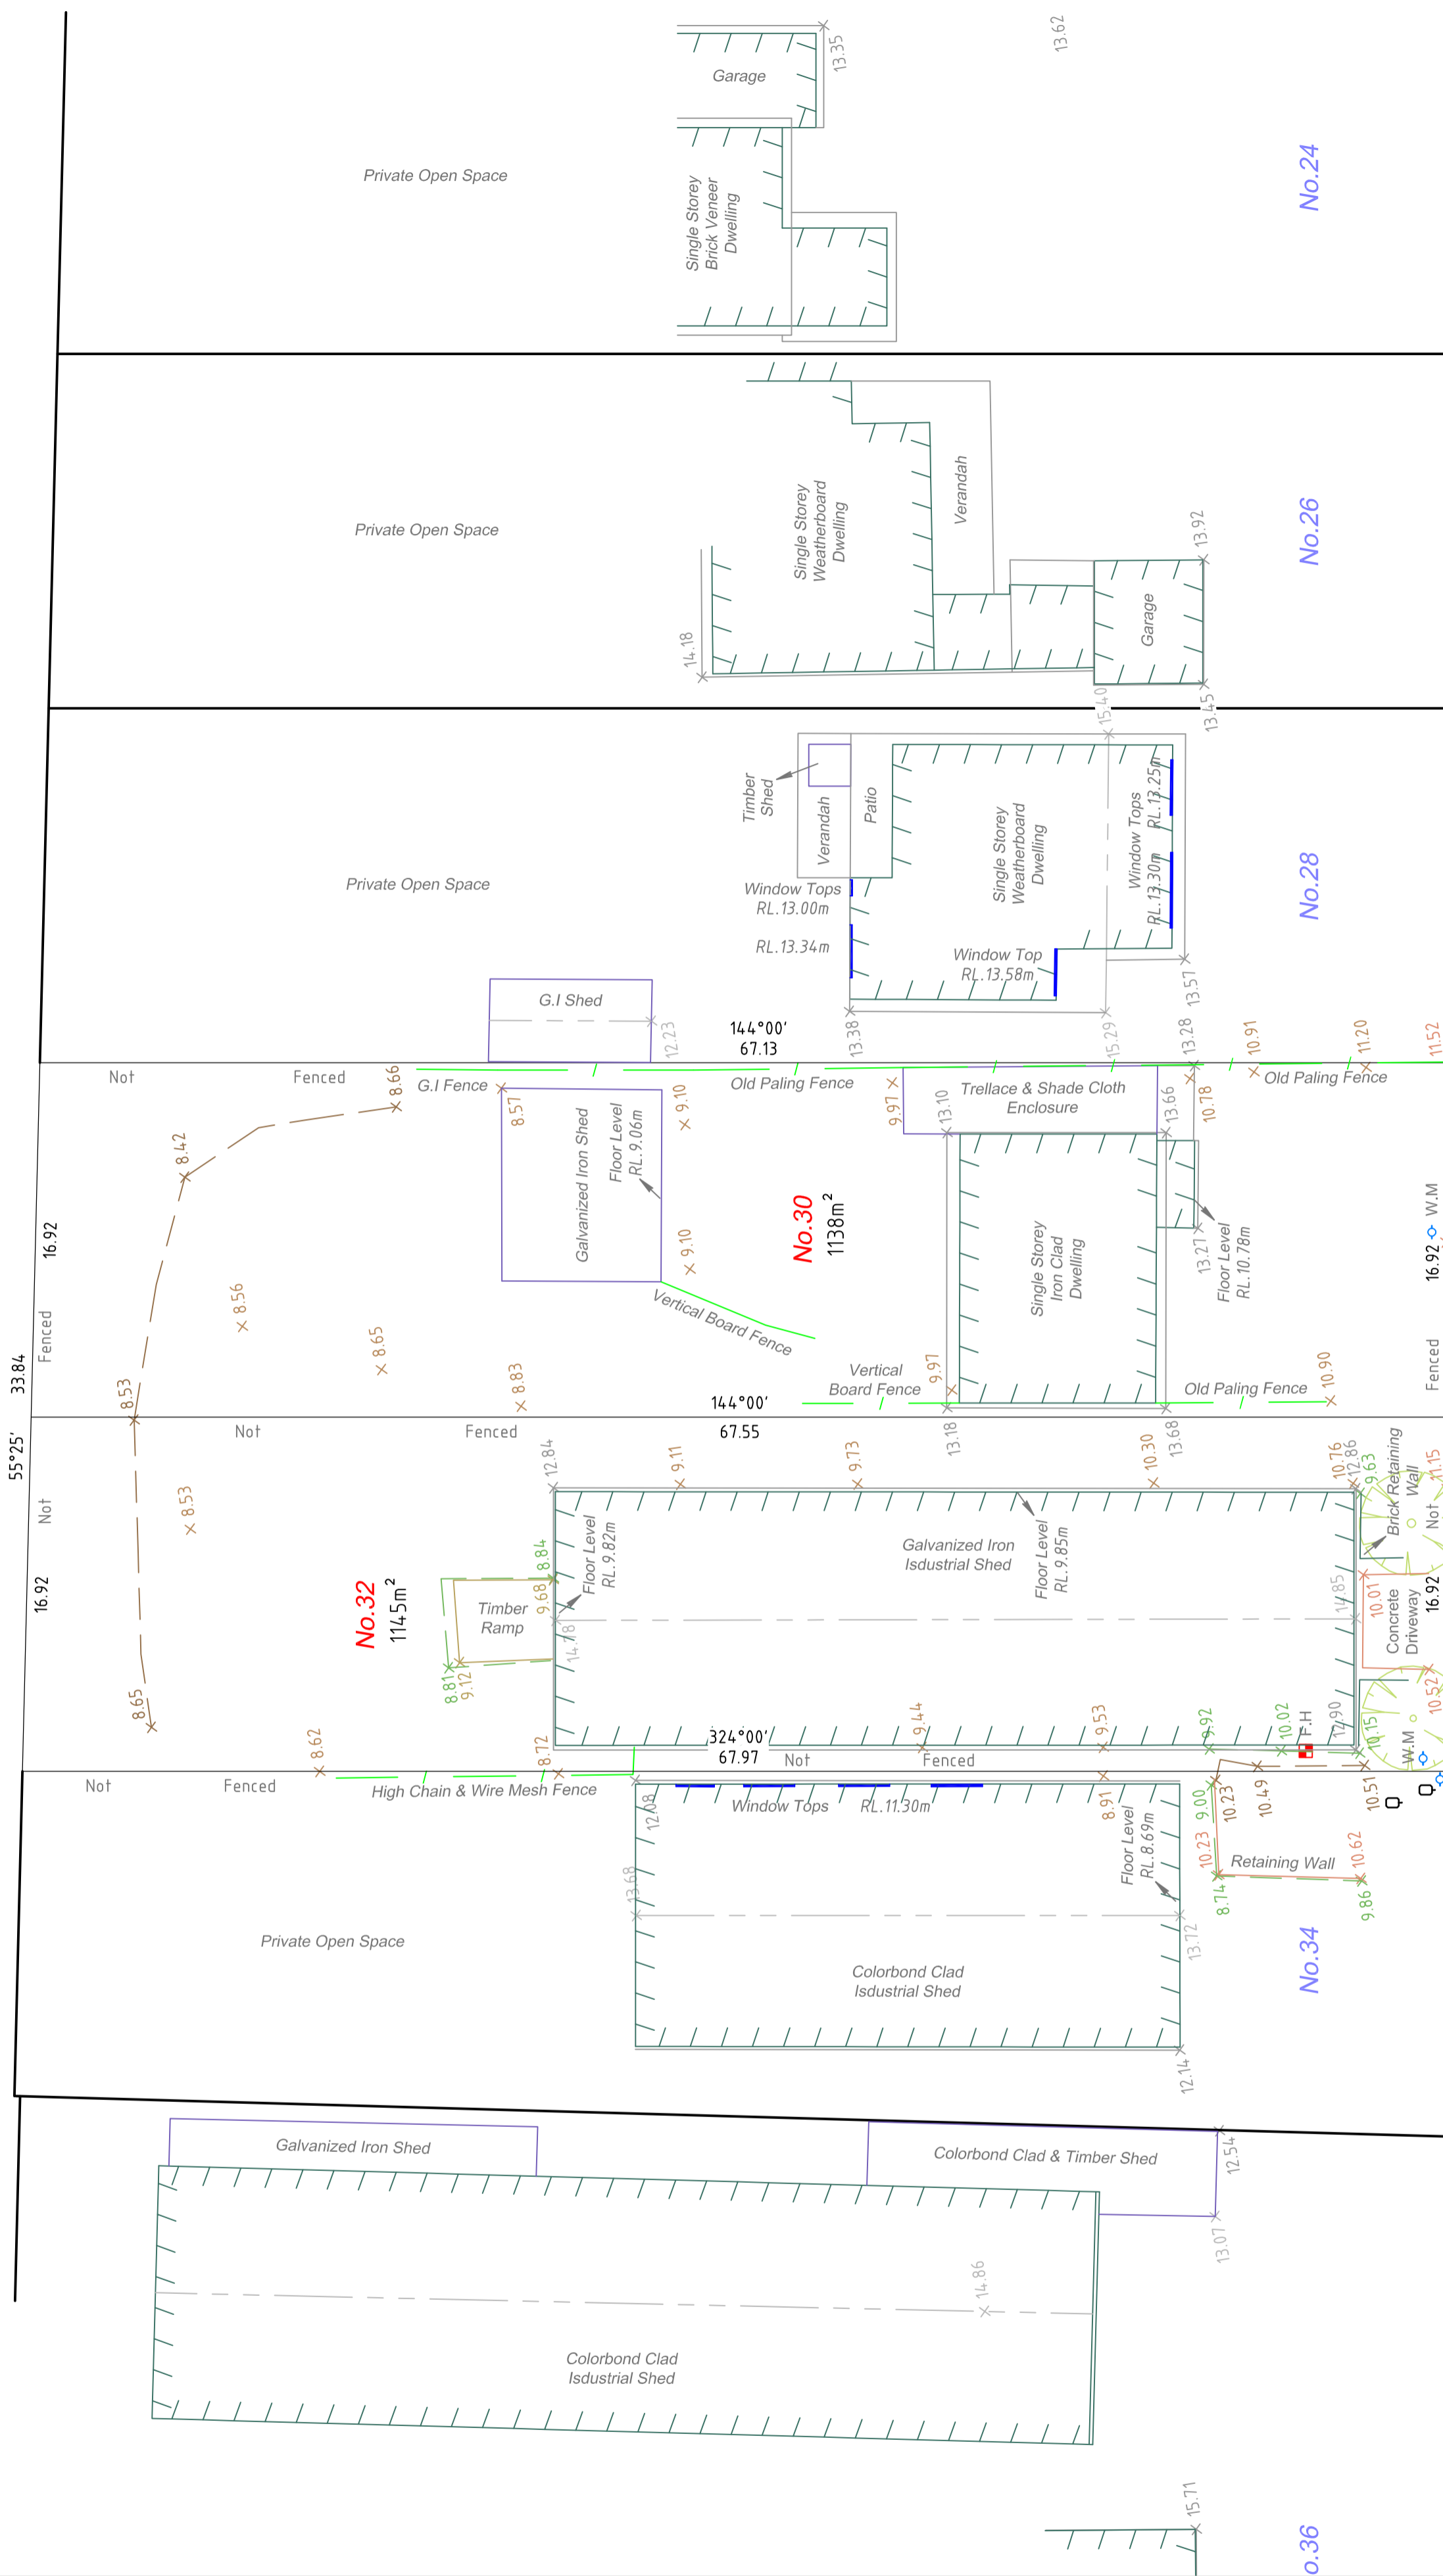 13.35
13.62
Garage
Private Open Space
Single Storey
Brick Veneer
Dwelling
No.24
Private Open Space
Single Storey
Weatherboard
Dwelling
Verandah
Garage
13.92
No.26
14.18
15.40
13.45
Timber
Shed
Verandah
Patio
Single Storey
Weatherboard
Dwelling
Window Tops
RL.13.30m
RL.13.25m
No.28
Private Open Space
Window Tops
RL.13.00m
RL.13.34m
Window Top
RL.13.58m
G.I Shed
12.23
144°00'
67.13
13.38
15.29
13.57
13.28
10.91
11.20
11.52
Not
Fenced
8.66
G.I Fence
Old Paling Fence
Old Paling Fence
8.57
9.10
9.97
13.10
Trellace & Shade Cloth
Enclosure
13.66
10.78
8.42
Galvanized Iron Shed
Floor Level
RL.9.06m
No.30
1138m²
9.10
Single Storey
Iron Clad
Dwelling
13.27
Floor Level
RL.10.78m
W.M
16.92
16.92
8.56
Vertical Board Fence
Fenced
8.65
8.83
8.53
33.84
Vertical
Board Fence
9.97
Old Paling Fence
10.90
Fenced
144°00'
67.55
Not
Fenced
55°25'
12.84
9.11
9.73
13.18
10.30
13.68
10.76
12.86
9.63
Brick Retaining
Wall
11.15
Not
Not
8.53
Galvanized Iron
Isdustrial Shed
Floor Level
RL.9.82m
Floor Level
RL.9.85m
8.84
9.68
Timber
Ramp
No.32
1145m²
16.92
14.78
14.85
10.01
Concrete
Driveway
16.92
8.81
9.12
8.65
8.62
8.72
9.44
9.53
9.92
10.02
F.H
12.90
10.15
W.M
10.52
324°00'
67.97
Not
Fenced
Not
Fenced
High Chain & Wire Mesh Fence
12.08
Window Tops
RL.11.30m
8.91
Floor Level
RL.8.69m
9.00
10.23
10.49
10.51
10.23
Retaining Wall
10.62
8.74
9.86
13.68
13.72
Private Open Space
Colorbond Clad
Isdustrial Shed
No.34
12.14
Galvanized Iron Shed
Colorbond Clad & Timber Shed
12.54
13.07
14.86
Colorbond Clad
Isdustrial Shed
15.71
o.36